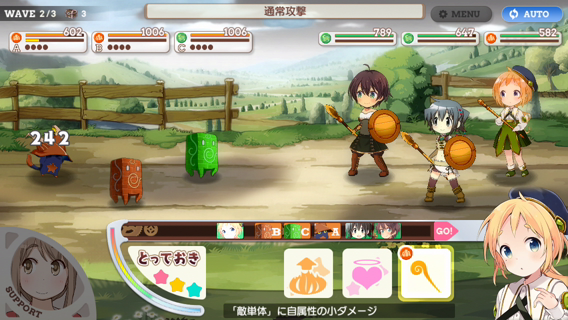 WAVE 2/3 3
通常攻撃
MENU
AUTO
602
A
1006
B
1006
C
789
647
582
242
B C A
GO!
とっておき
SUPPORT
「敵単体」に自属性の小ダメージ